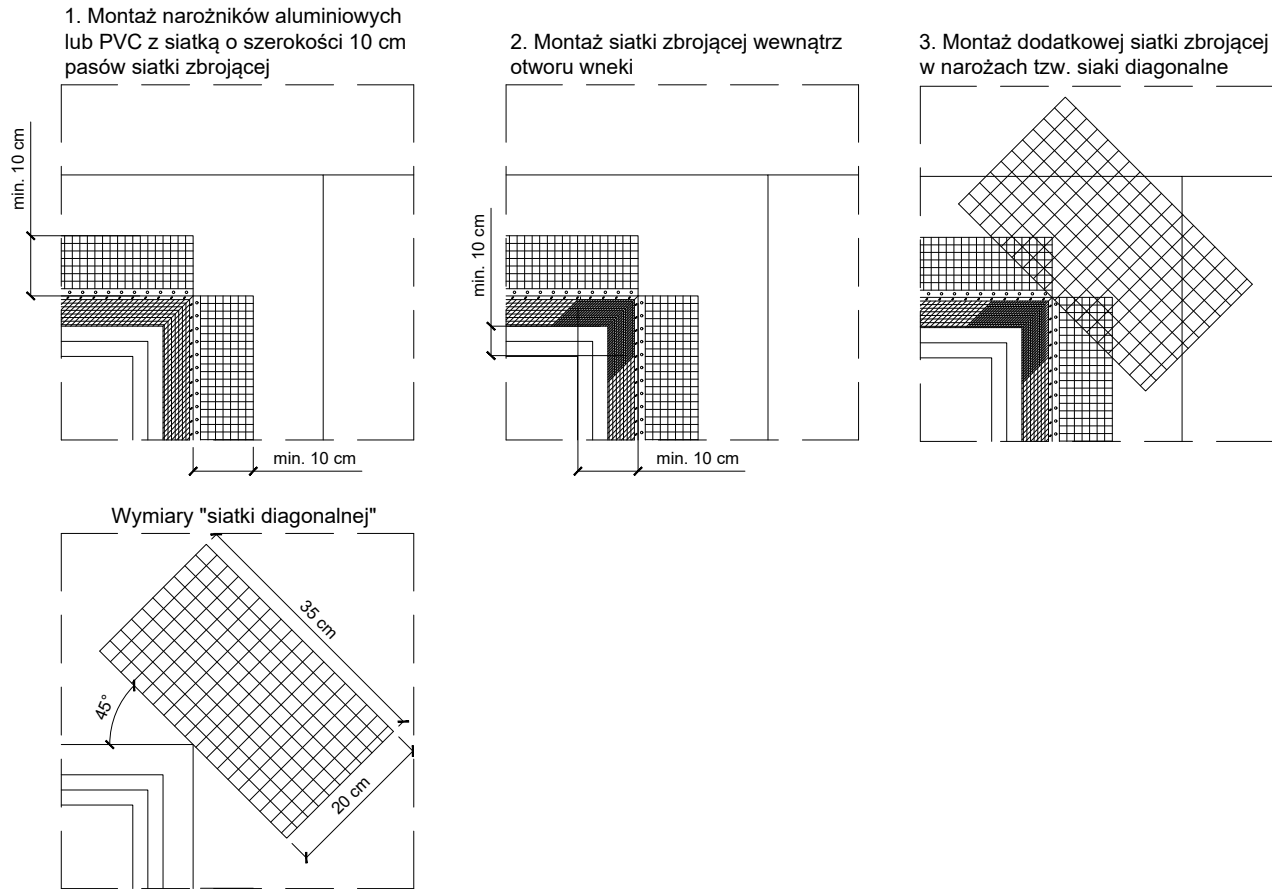 1. Montaż narożników aluminiowych
lub PVC z siatką o szerokości 10 cm
pasów siatki zbrojącej
min. 10 cm
min. 10 cm
2. Montaż siatki zbrojącej wewnątrz
otworu wneki
min. 10 cm
min. 10 cm
3. Montaż dodatkowej siatki zbrojącej
w narożach tzw. siaki diagonalne
Wymiary "siatki diagonalnej"
35 cm
45°
20 cm